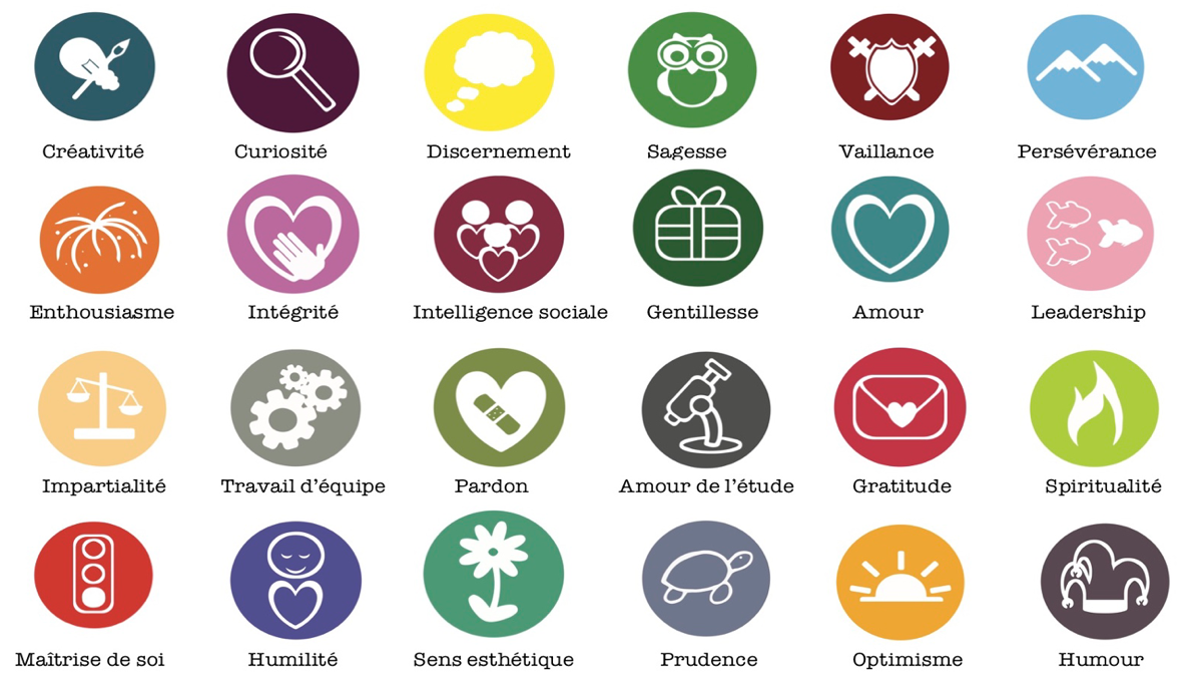 Créativité
Curiosité
Discernement
Sagesse
Vaillance
Persévérance
Enthousiasme
Intégrité
Intelligence sociale
Gentillesse
Amour
Leadership
Impartialité
Travail d'équipe
Pardon
Amour de l'étude
Gratitude
Spiritualité
Maîtrise de soi
Humilité
Sens esthétique
Prudence
Optimisme
Humour